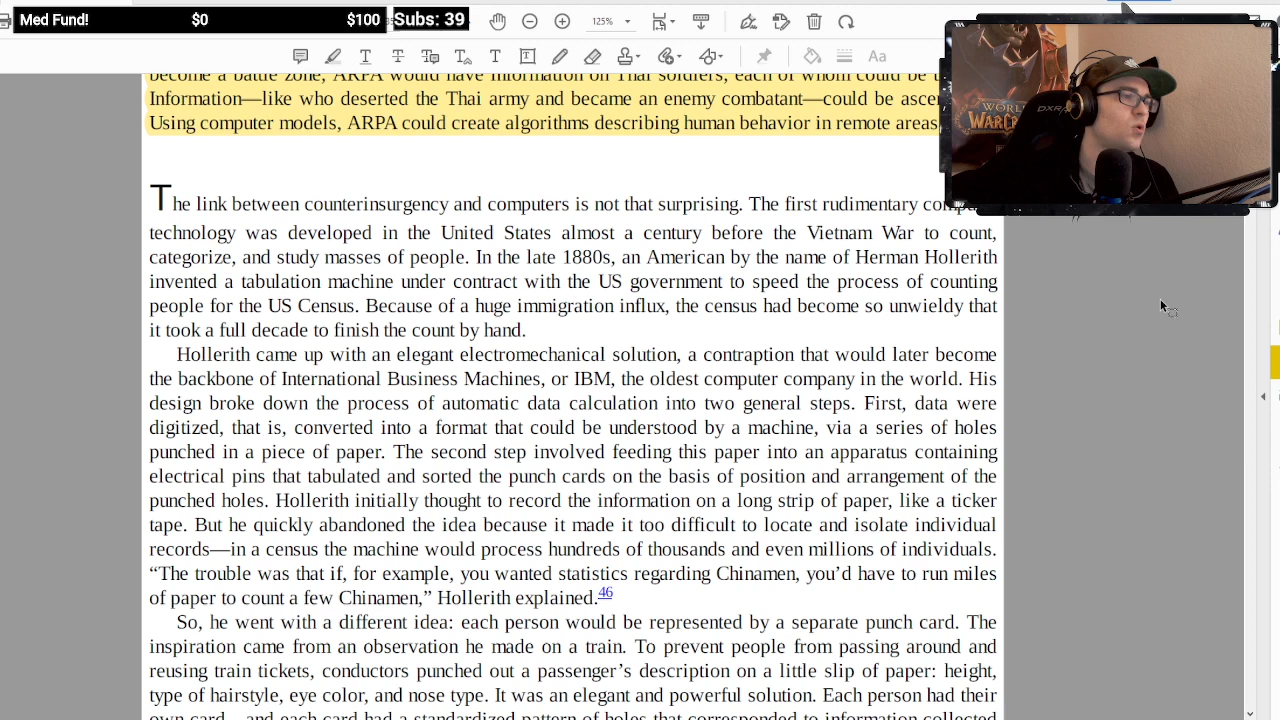 Med Fund! $0 $100 Subs: 39
125%
Aa
become a battle zone, ARPA would have information on Thai soldiers, each of whom could be
Information—like who deserted the Thai army and became an enemy combatant—could be
Using computer models, ARPA could create algorithms describing human behavior in remote areas.
The link between counterinsurgency and computers is not that surprising. The first rudimentary
technology was developed in the United States almost a century before the Vietnam War to count,
categorize, and study masses of people. In the late 1880s, an American by the name of Herman Hollerith
invented a tabulation machine under contract with the US government to speed the process of counting
people for the US Census. Because of a huge immigration influx, the census had become so unwieldy that
it took a full decade to finish the count by hand.
Hollerith came up with an elegant electromechanical solution, a contraption that would later become
the backbone of International Business Machines, or IBM, the oldest computer company in the world. His
design broke down the process of automatic data calculation into two general steps. First, data were
digitized, that is, converted into a format that could be understood by a machine, via a series of holes
punched in a piece of paper. The second step involved feeding this paper into an apparatus containing
electrical pins that tabulated and sorted the punch cards on the basis of position and arrangement of the
punched holes. Hollerith initially thought to record the information on a long strip of paper, like a ticker
tape. But he quickly abandoned the idea because it made it too difficult to locate and isolate individual
records—in a census the machine would process hundreds of thousands and even millions of individuals.
“The trouble was that if, for example, you wanted statistics regarding Chinamen, you’d have to run miles
of paper to count a few Chinamen,” Hollerith explained.46
So, he went with a different idea: each person would be represented by a separate punch card. The
inspiration came from an observation he made on a train. To prevent people from passing around and
reusing train tickets, conductors punched out a passenger’s description on a little slip of paper: height,
type of hairstyle, eye color, and nose type. It was an elegant and powerful solution. Each person had their
own card—and each card had a standardized pattern of holes that corresponded to information collected
WORLD
WARCRAFT
DXRACER